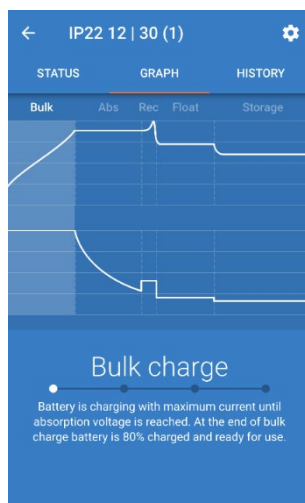 IP22 12 | 30 (1)
STATUS GRAPH HISTORY
Bulk Abs Rec Float Storage
Bulk charge
Battery is charging with maximum current until
absorption voltage is reached. At the end of bulk
charge battery is 80% charged and ready for use.